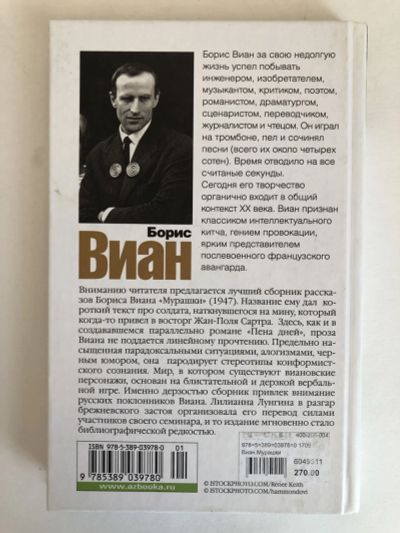 Борис Виан за свою недолгую
жизнь успел побывать
инженером, изобретателем,
музыкантом, критиком, поэтом,
романистом, драматургом,
сценаристом, переводчиком,
журналистом и чтецом. Он играл
на тромбоне, пел и сочинял
песни (всего их около четырех
сотен). Время отводило на все
считаные секунды.
Сегодня его творчество
органично входит в общий
контекст XX века. Виан признан
классиком интеллектуального
китча, гением провокации,
ярким представителем
послевоенного французского
авангарда.
Борис
Виан
Вниманию читателя предлагается лучший сборник расска-
зов Бориса Виана «Мурашки» (1947). Название ему дал ко-
роткий текст про солдата, наткнувшегося на мину, который
когда-то привел в восторг Жан-Поля Сартра. Здесь, как и в
создававшемся параллельно романе «Пена дней», проза
Виана не поддается линейному прочтению. Предельно на-
сыщенная парадоксальными ситуациями, алогизмами, чер-
ным юмором, она пародирует стереотипы конформист-
ского сознания. Мир, в котором существуют виановские
персонажи, основан на блистательной и дерзкой вербаль-
ной игре. Именно дерзостью сборник привлек внимание
русских поклонников Виана. Лилианна Лунгина в разгар
брежневского застоя организовала его перевод силами
участников своего семинара, и то издание мгновенно стало
библиографической редкостью.
ISBN 978-5-389-03978-0
01
9 785389 039780
www.azbooka.ru
978-5-389-03978-0 1709
Виан.Мурашки
6049511
270.00
© ISTOCKPHOTO.COM/Renee Keith
© ISTOCKPHOTO.COM/hammondovi